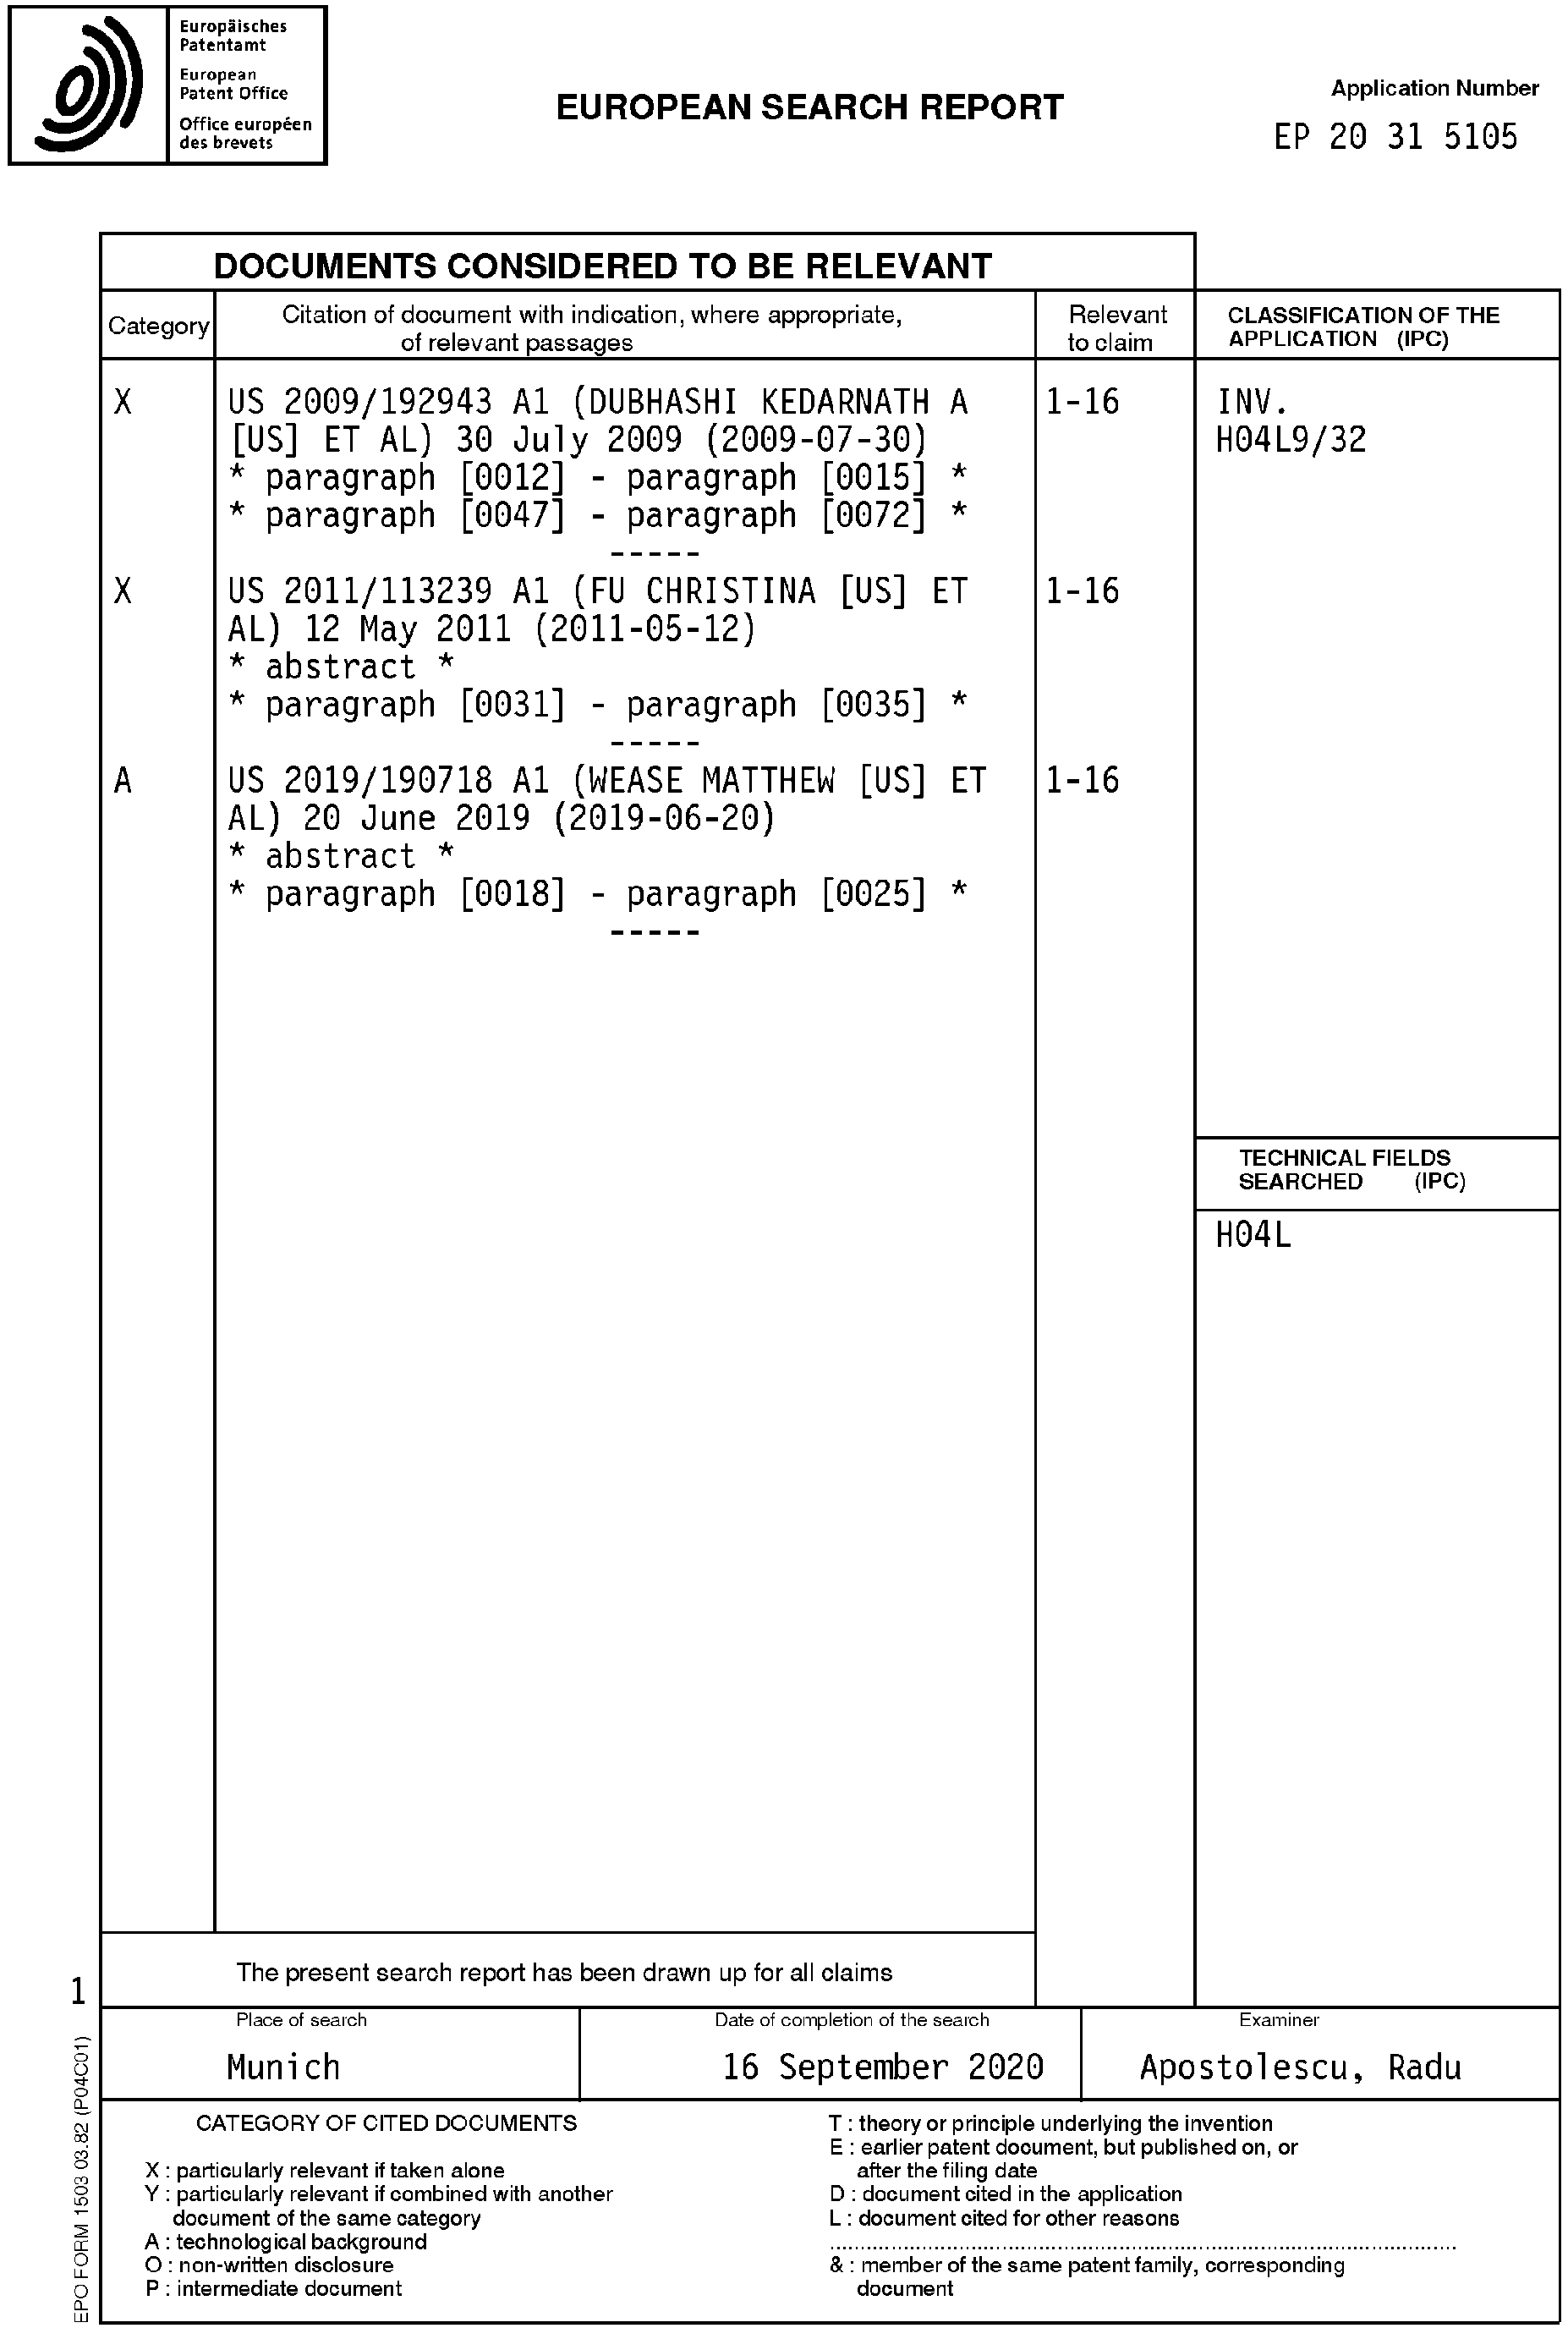 Europäisches
Patentamt
European
Patent Office
Office européen
des brevets
EUROPEAN SEARCH REPORT
Application Number
EP 20 31 5105
DOCUMENTS CONSIDERED TO BE RELEVANT
Category
Citation of document with indication, where appropriate,
of relevant passages
Relevant
to claim
CLASSIFICATION OF THE
APPLICATION (IPC)
X
US 2009/192943 A1 (DUBHASHI KEDARNATH A
[US] ET AL) 30 July 2009 (2009-07-30)
* paragraph [0012] - paragraph [0015] *
* paragraph [0047] - paragraph [0072] *
-----
1-16
INV.
H04L9/32
X
US 2011/113239 A1 (FU CHRISTINA [US] ET
AL) 12 May 2011 (2011-05-12)
* abstract *
* paragraph [0031] - paragraph [0035] *
-----
1-16
A
US 2019/190718 A1 (WEASE MATTHEW [US] ET
AL) 20 June 2019 (2019-06-20)
* abstract *
* paragraph [0018] - paragraph [0025] *
-----
1-16
TECHNICAL FIELDS
SEARCHED (IPC)
H04L
The present search report has been drawn up for all claims
1
Place of search
Munich
Date of completion of the search
16 September 2020
Examiner
Apostolescu, Radu
CATEGORY OF CITED DOCUMENTS
X : particularly relevant if taken alone
Y : particularly relevant if combined with another
document of the same category
A : technological background
O : non-written disclosure
P : intermediate document
T : theory or principle underlying the invention
E : earlier patent document, but published on, or
after the filing date
D : document cited in the application
L : document cited for other reasons
& : member of the same patent family, corresponding
document
EPO FORM 1503 03.82 (P04C01)